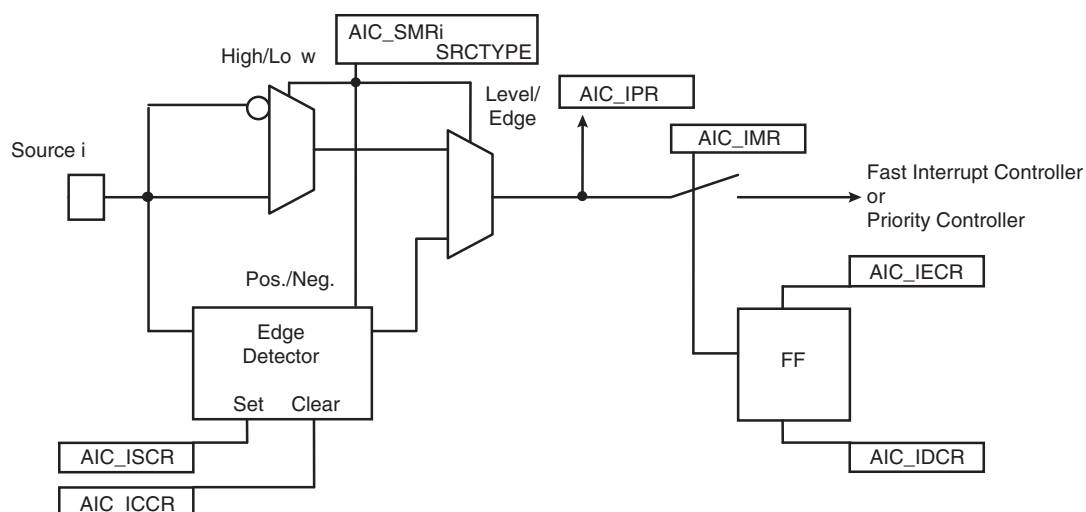 AIC_SMRi
SRCTYPE
High/Lo w
Level/
Edge
AIC_IPR
AIC_IMR
Source i
Fast Interrupt Controller
or
Priority Controller
Pos./Neg.
AIC_IECR
Edge
Detector
FF
Set Clear
AIC_ISCR
AIC_IDCR
AIC_ICCR